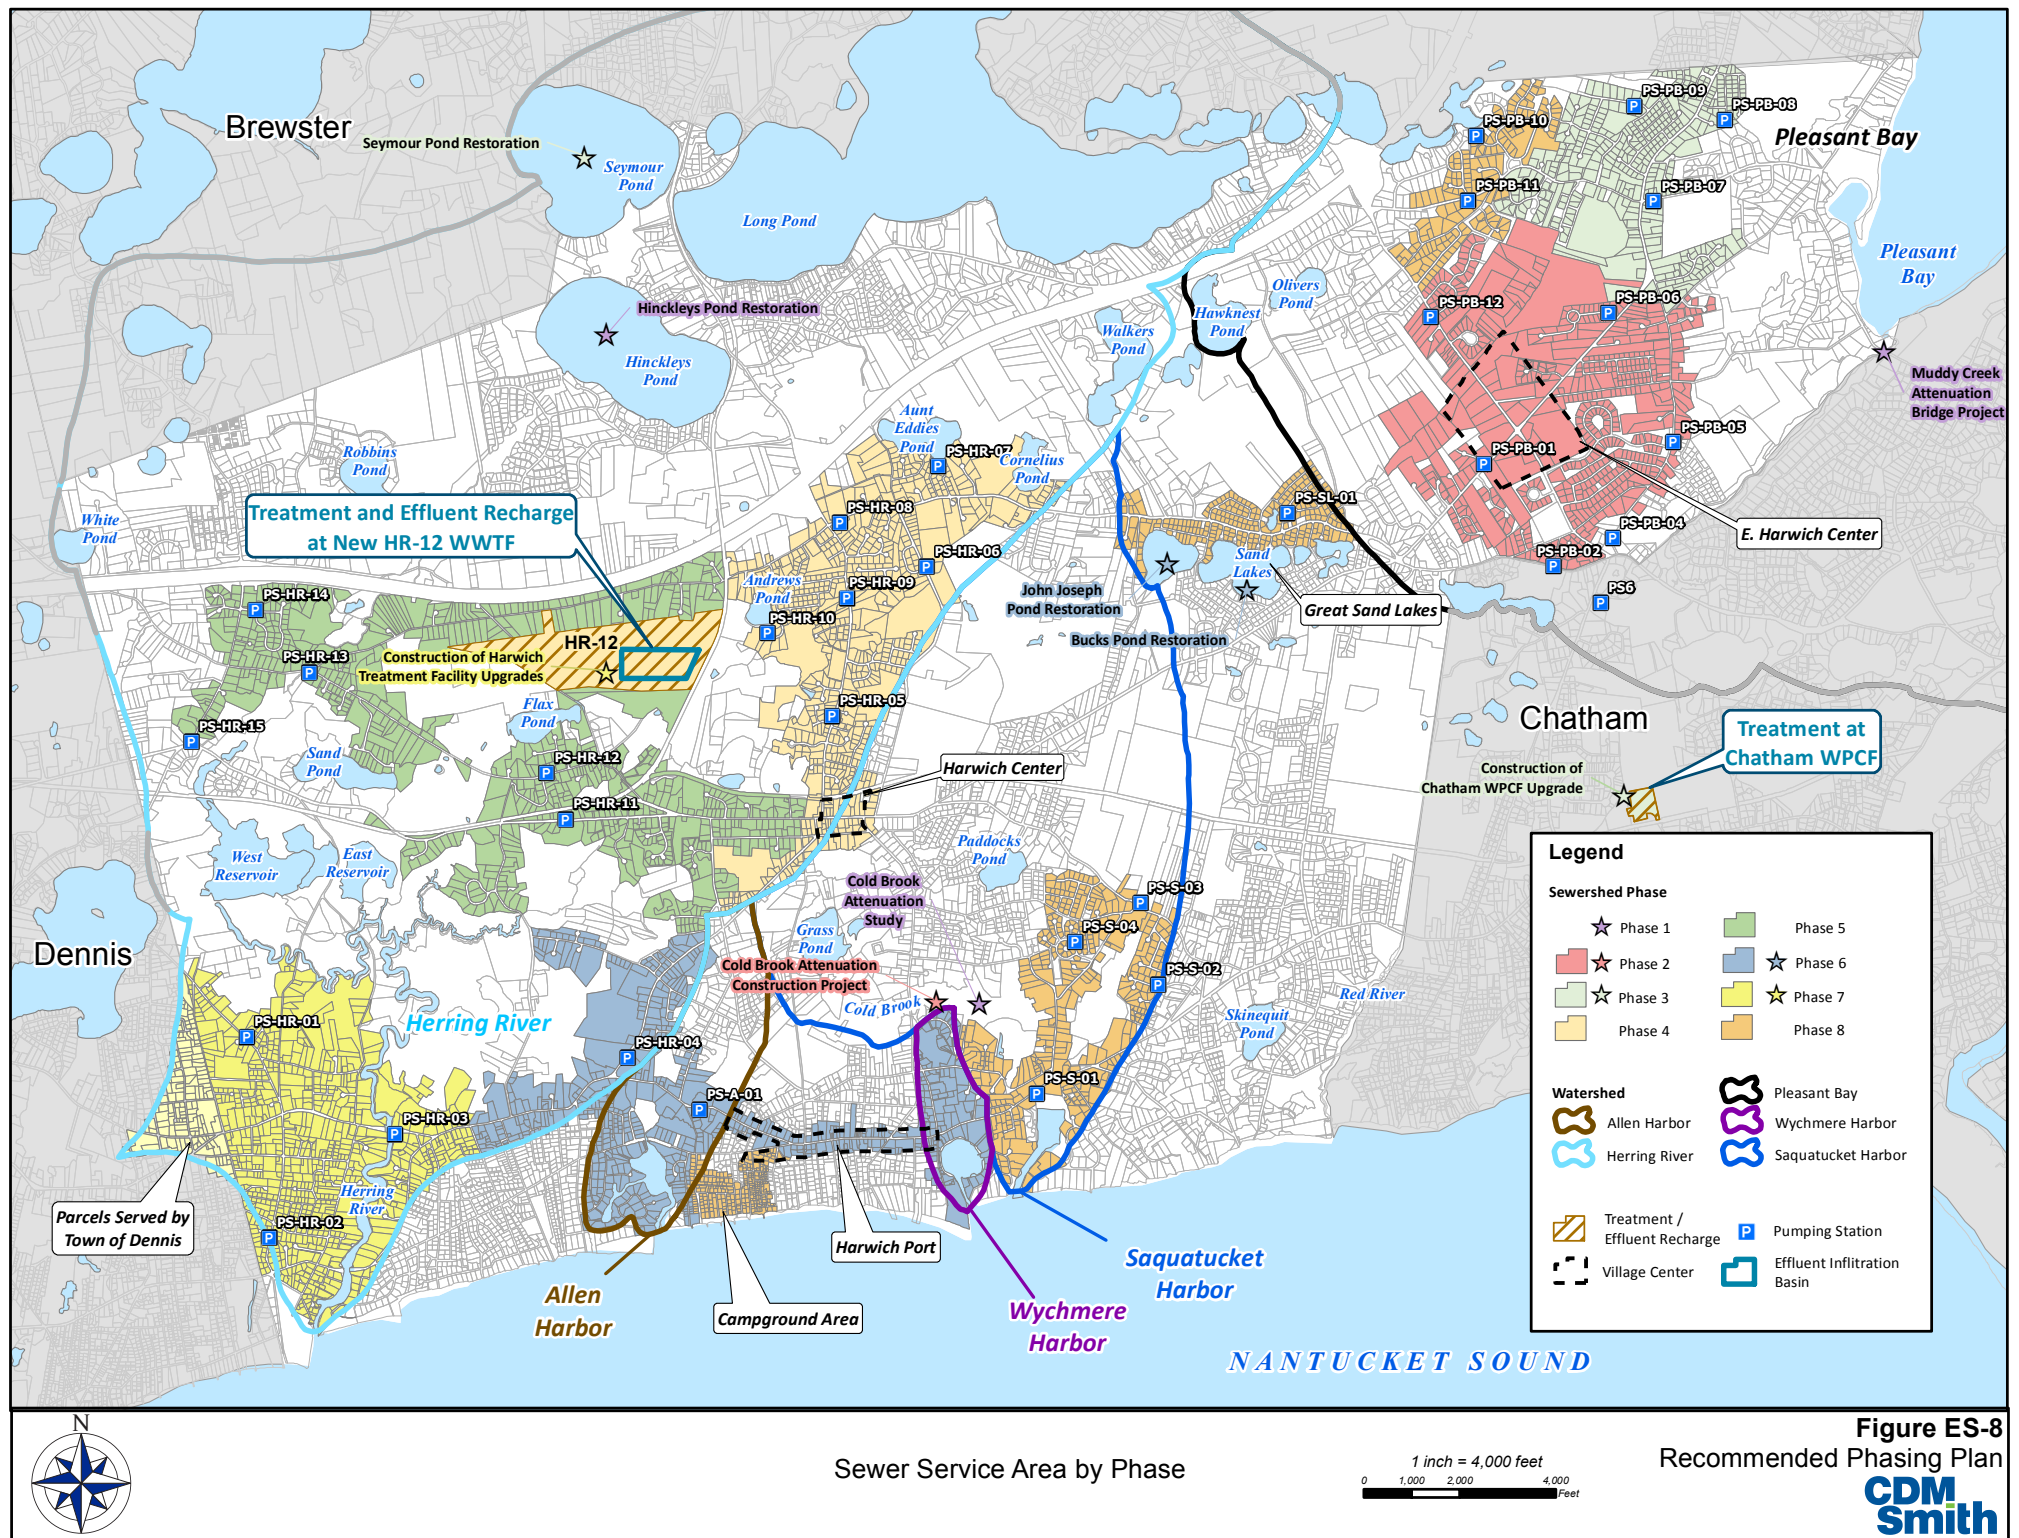 Brewster
Seymour Pond Restoration
Seymour
Pond
Long Pond
Hinckleys Pond Restoration
Hinckleys
Pond
Walkers
Pond
Hawknest
Pond
Olivers
Pond
PS-PB-09
PS-PB-08
PS-PB-10
Pleasant Bay
PS-PB-11
PS-PB-07
Pleasant
Bay
PS-PB-12
PS-PB-06
Muddy Creek
Attenuation
Bridge Project
PS-PB-05
PS-PB-01
E. Harwich Center
PS-PB-04
PS-PB-02
PS6
Aunt
Eddies
Pond
PS-HR-07
Cornelius
Pond
Robbins
Pond
White
Pond
Treatment and Effluent Recharge
at New HR-12 WWTF
PS-HR-08
PS-HR-06
PS-SL-01
Sand
Lakes
Great Sand Lakes
John Joseph
Pond Restoration
Bucks Pond Restoration
Andrews
Pond
PS-HR-09
PS-HR-10
PS-HR-14
HR-12
PS-HR-13
Construction of Harwich
Treatment Facility Upgrades
Flax
Pond
PS-HR-05
PS-HR-15
Sand
Pond
PS-HR-12
Harwich Center
PS-HR-11
Chatham
Treatment at
Chatham WPCF
Construction of
Chatham WPCF Upgrade
West
Reservoir
East
Reservoir
Paddocks
Pond
Cold Brook
Attenuation
Study
PS-S-03
PS-S-04
Grass
Pond
Dennis
Cold Brook Attenuation
Construction Project
PS-S-02
Cold Brook
Red River
Skinequit
Pond
PS-HR-01
Herring River
PS-HR-04
PS-A-01
PS-S-01
PS-HR-03
Herring
River
Parcels Served by
Town of Dennis
PS-HR-02
Harwich Port
Campground Area
Allen
Harbor
Wychmere
Harbor
Saquatucket
Harbor
NANTUCKET SOUND
Legend
Sewershed Phase
Phase 1
Phase 2
Phase 3
Phase 4
Phase 5
Phase 6
Phase 7
Phase 8
Watershed
Allen Harbor
Herring River
Pleasant Bay
Wychmere Harbor
Saquatucket Harbor
Treatment /
Effluent Recharge
Village Center
Pumping Station
Effluent Inflitration
Basin
N
Sewer Service Area by Phase
1 inch = 4,000 feet
0 1,000 2,000 4,000
Feet
Figure ES-8
Recommended Phasing Plan
CDM
Smith